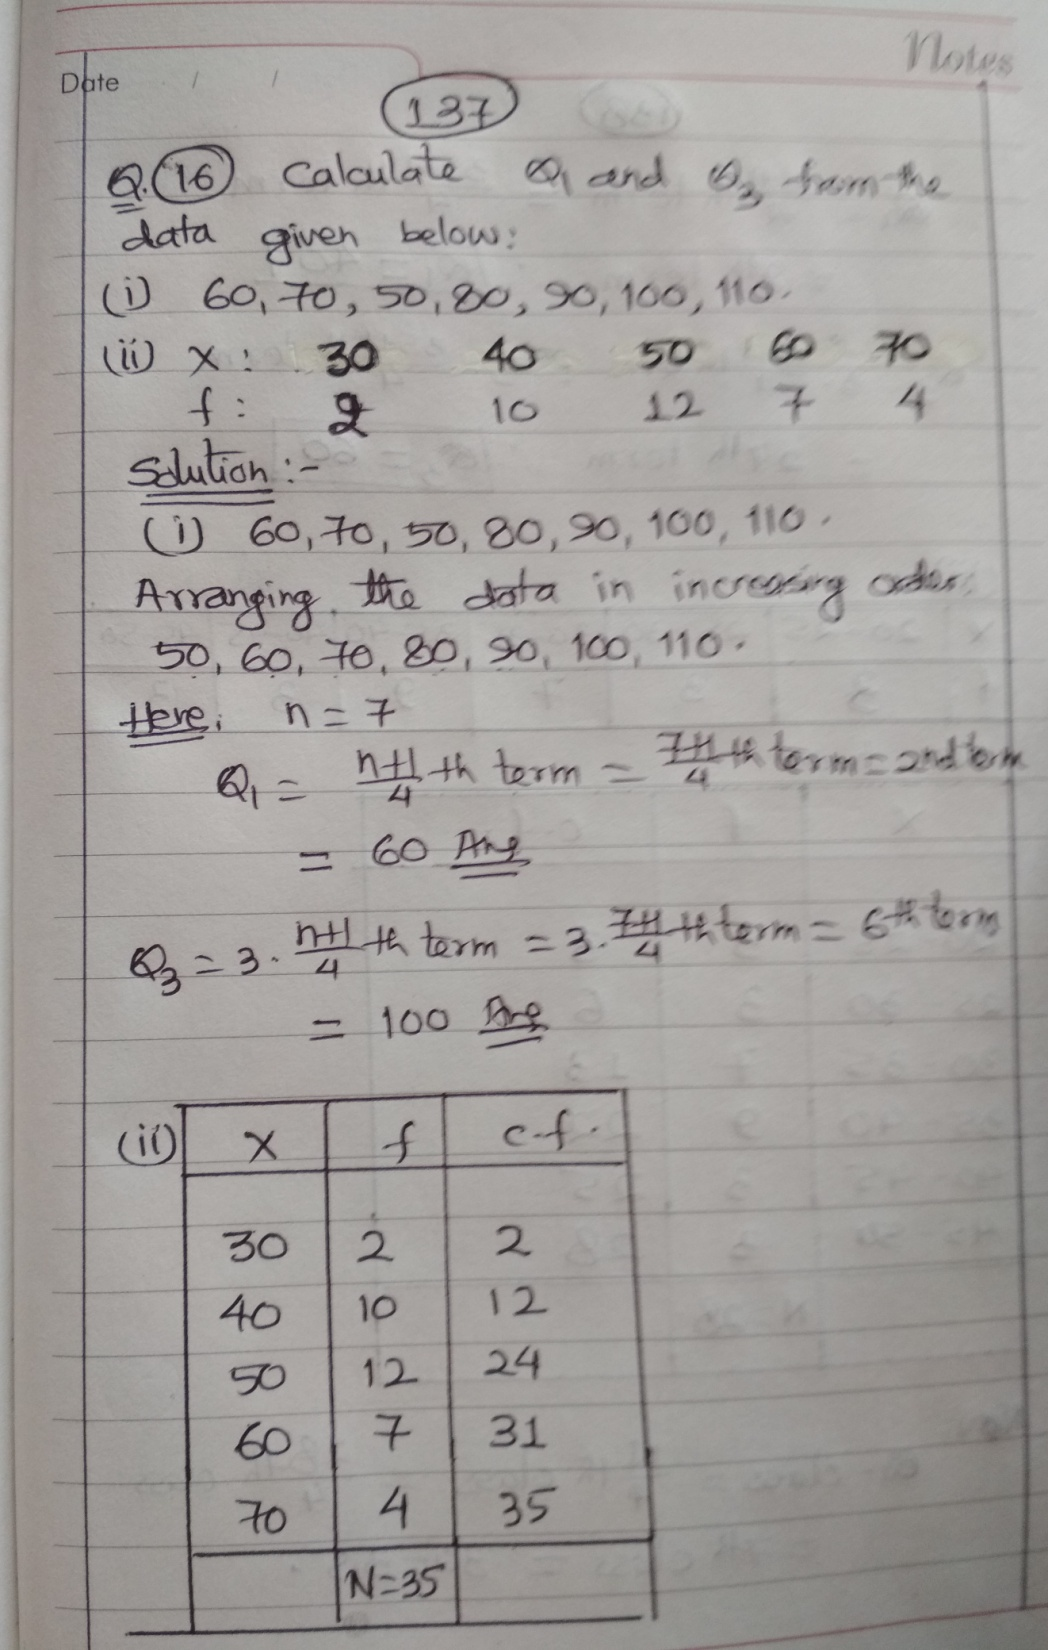 Notes
Date / /
137
Q. 16 Calculate Q1 and Q3 from the
data given below:
(i) 60, 70, 50, 80, 90, 100, 110.
(ii) x : 30 40 50 60 70
f : 2 10 12 7 4
Solution :-
(i) 60, 70, 50, 80, 90, 100, 110.
Arranging the data in increasing order.
50, 60, 70, 80, 90, 100, 110.
Here, n = 7
Q1 = n+1/4 th term = 7+1/4 th term = 2nd term
= 60 Ans
Q3 = 3 . n+1/4 th term = 3 . 7+1/4 th term = 6th term
= 100 Ans
(ii) x f c.f.
30 2 2
40 10 12
50 12 24
60 7 31
70 4 35
N=35